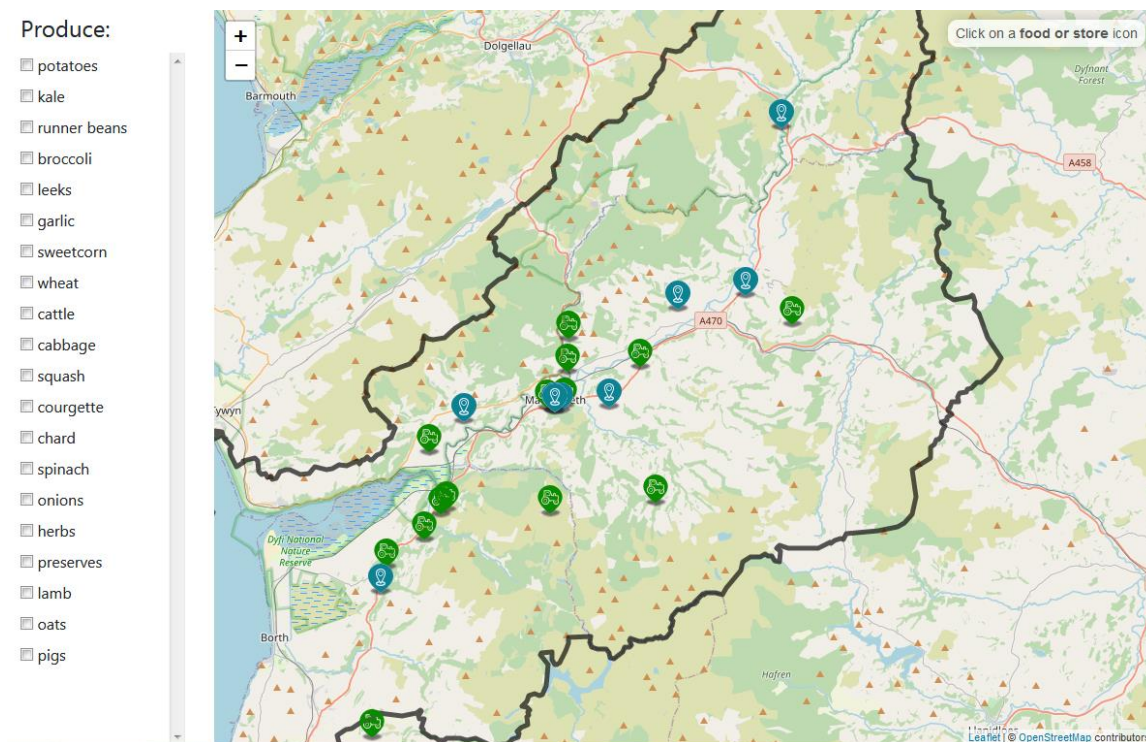 Produce:
potatoes
kale
runner beans
broccoli
leeks
garlic
sweetcorn
wheat
cattle
cabbage
squash
courgette
chard
spinach
onions
herbs
preserves
lamb
oats
pigs
+
−
Click on a food or store icon
Dolgellau
Dyfnant
Forest
Barmouth
A458
A470
Dyfi National
Nature
Reserve
Borth
Hafren
Leaflet | © OpenStreetMap contributor